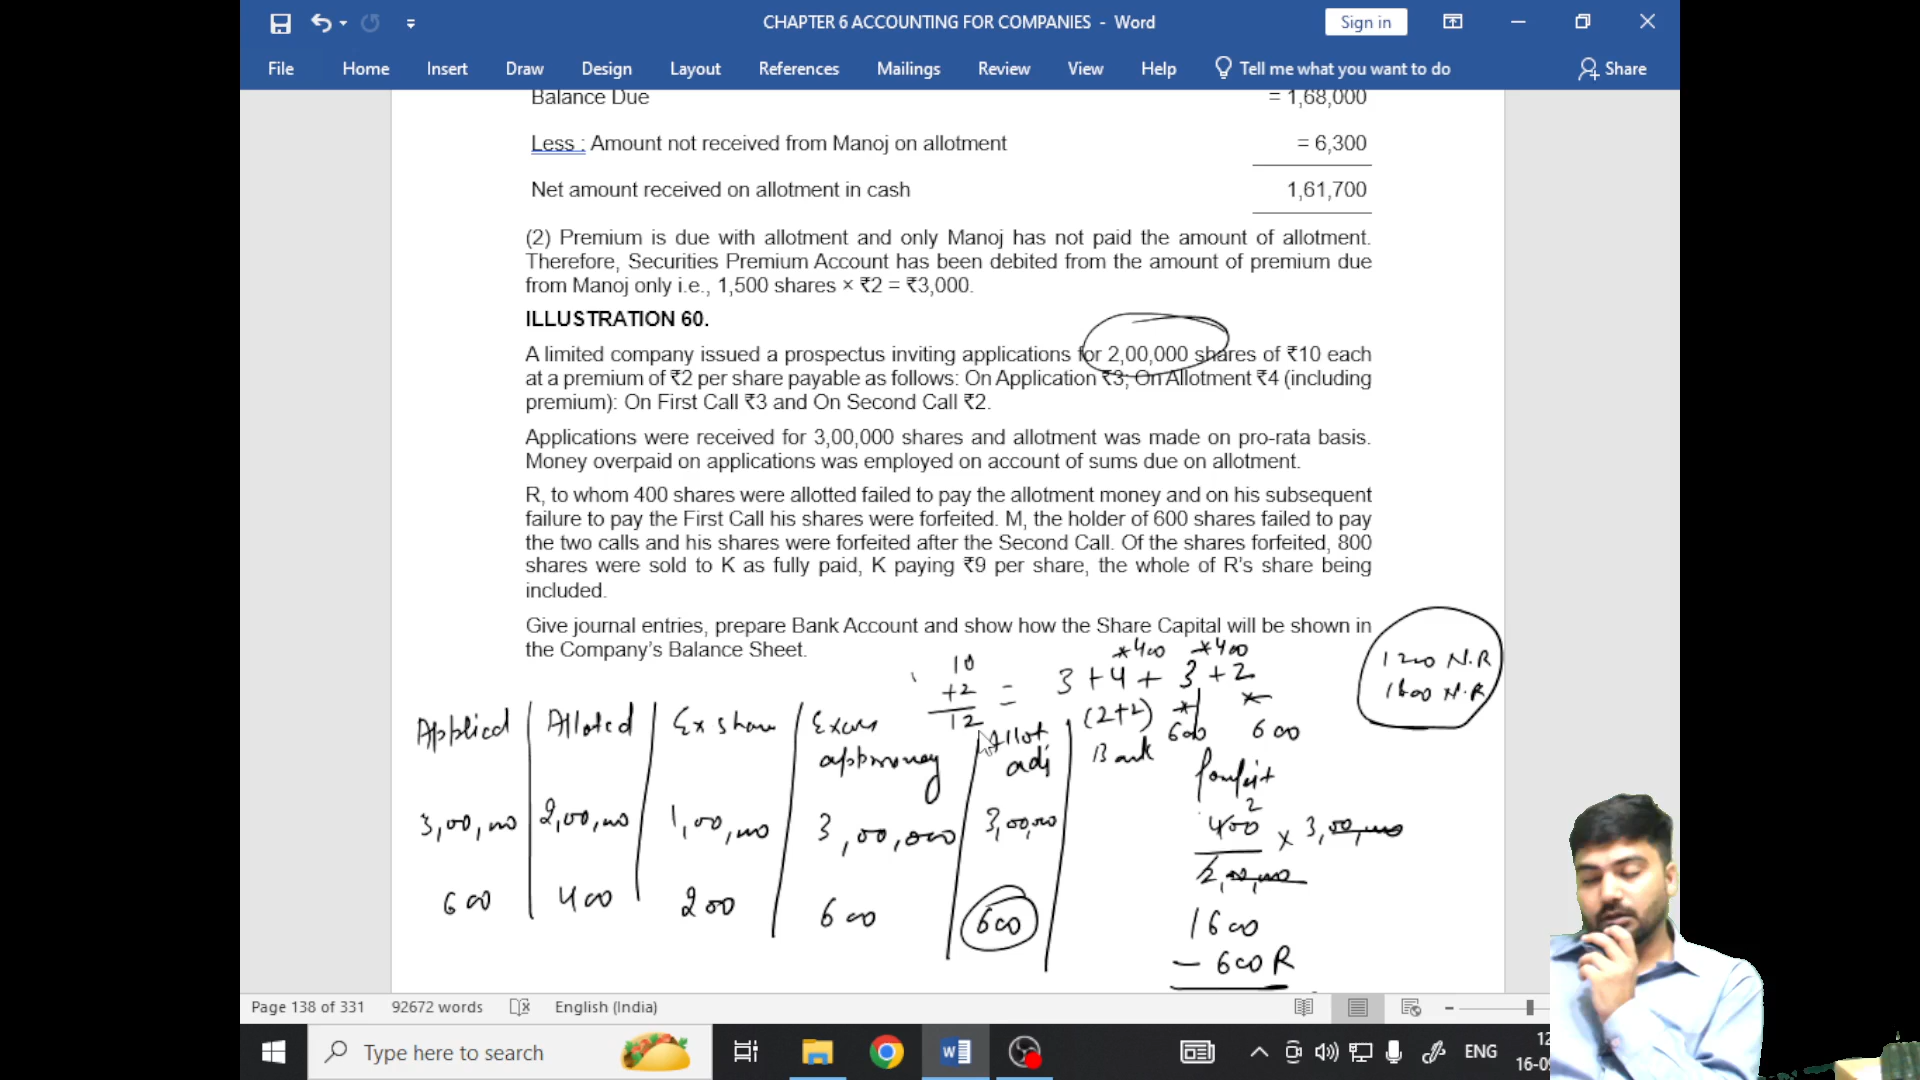 CHAPTER 6 ACCOUNTING FOR COMPANIES - Word
Sign in
File Home Insert Draw Design Layout References Mailings Review View Help Tell me what you want to do Share
Balance Due = 1,68,000
Less : Amount not received from Manoj on allotment = 6,300
Net amount received on allotment in cash 1,61,700
(2) Premium is due with allotment and only Manoj has not paid the amount of allotment.
Therefore, Securities Premium Account has been debited from the amount of premium due
from Manoj only i.e., 1,500 shares × ₹2 = ₹3,000.
ILLUSTRATION 60.
A limited company issued a prospectus inviting applications for 2,00,000 shares of ₹10 each
at a premium of ₹2 per share payable as follows: On Application ₹3; On Allotment ₹4 (including
premium): On First Call ₹3 and On Second Call ₹2.
Applications were received for 3,00,000 shares and allotment was made on pro-rata basis.
Money overpaid on applications was employed on account of sums due on allotment.
R, to whom 400 shares were allotted failed to pay the allotment money and on his subsequent
failure to pay the First Call his shares were forfeited. M, the holder of 600 shares failed to pay
the two calls and his shares were forfeited after the Second Call. Of the shares forfeited, 800
shares were sold to K as fully paid, K paying ₹9 per share, the whole of R's share being
included.
Give journal entries, prepare Bank Account and show how the Share Capital will be shown in
the Company's Balance Sheet.
*400 *400
10
+2
12
= 3 + 4 + 3 + 2
(2+2)
600 600
1200 N.R
1600 N.R
Applied Alloted Ex share Excess app money Allot adj Bank
3,00,000 2,00,000 1,00,000 3,00,000 3,00,000
600 400 200 600 600
forfeit
2
400 × 3,00,000
2,00,000
1600
- 600 R
Page 138 of 331 92672 words English (India)
Type here to search
ENG
12
16-09